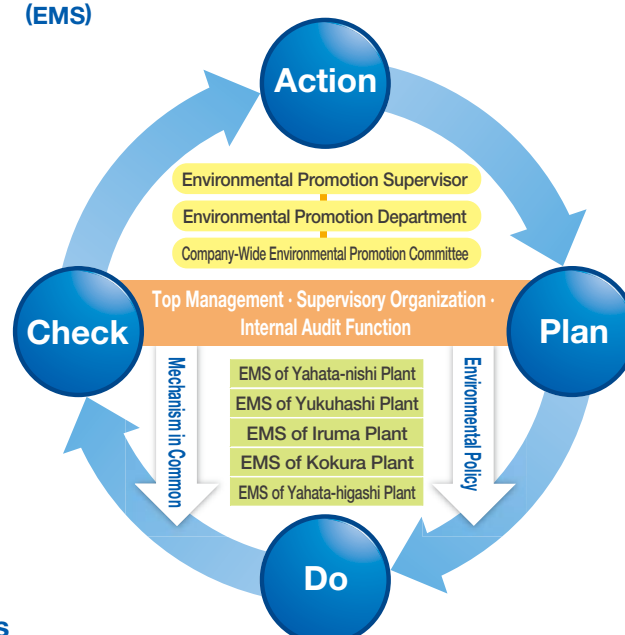 (EMS)
Action
Environmental Promotion Supervisor
Environmental Promotion Department
Company-Wide Environmental Promotion Committee
Top Management · Supervisory Organization ·
Internal Audit Function
Check
Plan
Mechanism in Common
EMS of Yahata-nishi Plant
EMS of Yukuhashi Plant
EMS of Iruma Plant
EMS of Kokura Plant
EMS of Yahata-higashi Plant
Environmental Policy
Do
s